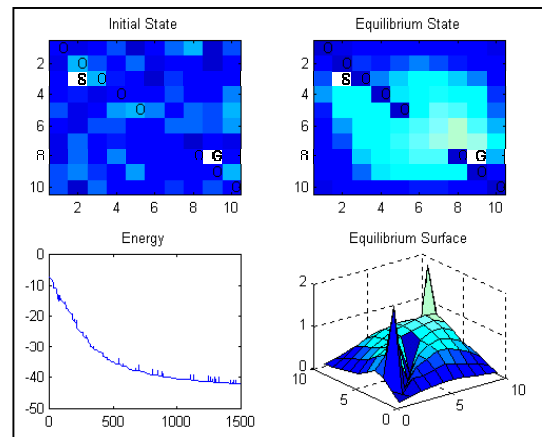 Initial State
Equilibrium State
O
O
S O
O
O
G
O
O
2
4
6
8
10
2 4 6 8 10
O
O
S O
O
O
O G
O
O
2
4
6
8
10
2 4 6 8 10
Energy
Equilibrium Surface
0
-10
-20
-30
-40
-50
0 500 1000 1500
2
1
0
10
5
0
0
5
10